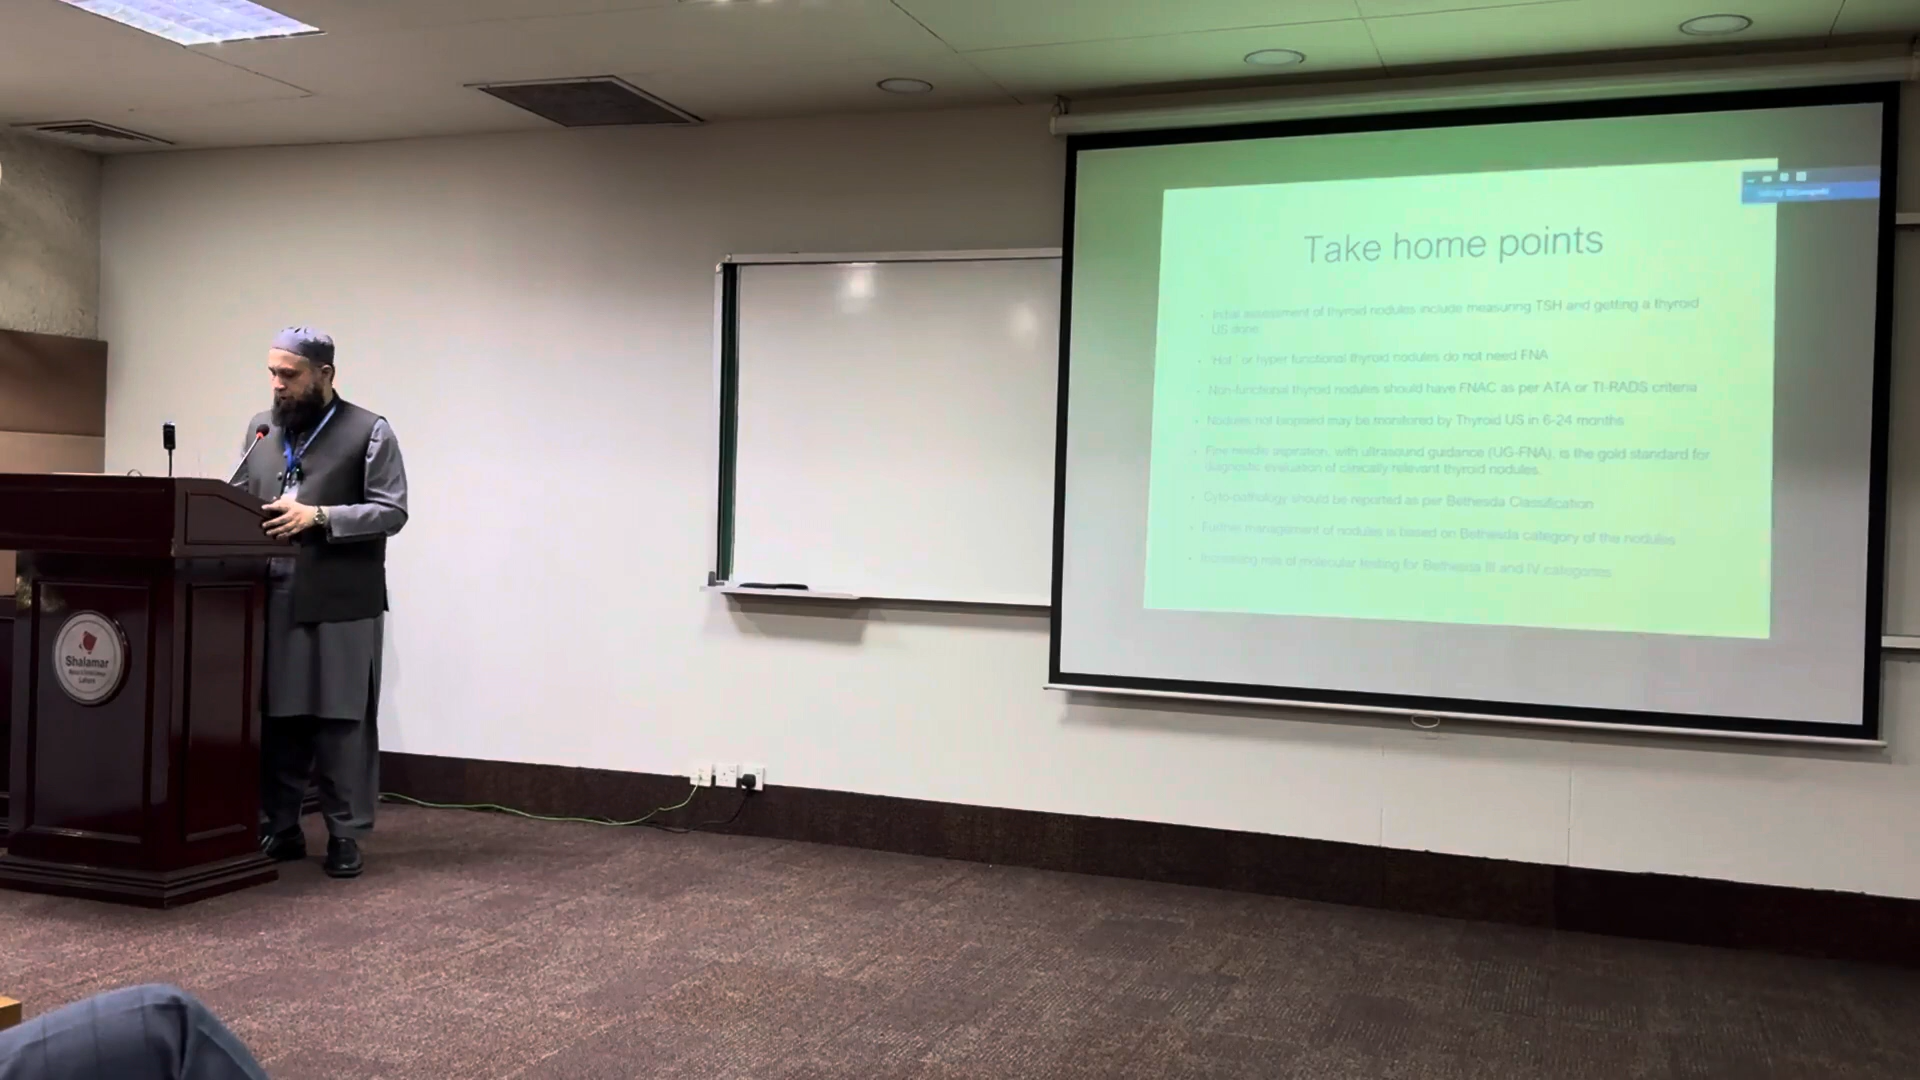 Take home points
Initial assessment of thyroid nodules include measuring TSH and getting a thyroid
US done
'Hot' or hyper functional thyroid nodules do not need FNA
Non-functional thyroid nodules should have FNAC as per ATA or TI-RADS criteria
Nodules not biopsied may be monitored by Thyroid US in 6-24 months
Fine needle aspiration, with ultrasound guidance (UG-FNA), is the gold standard for
diagnostic evaluation of clinically relevant thyroid nodules.
Cyto-pathology should be reported as per Bethesda Classification
Further management of nodules is based on Bethesda category of the nodules
Increasing role of molecular testing for Bethesda III and IV categories
Shalamar
Lahore